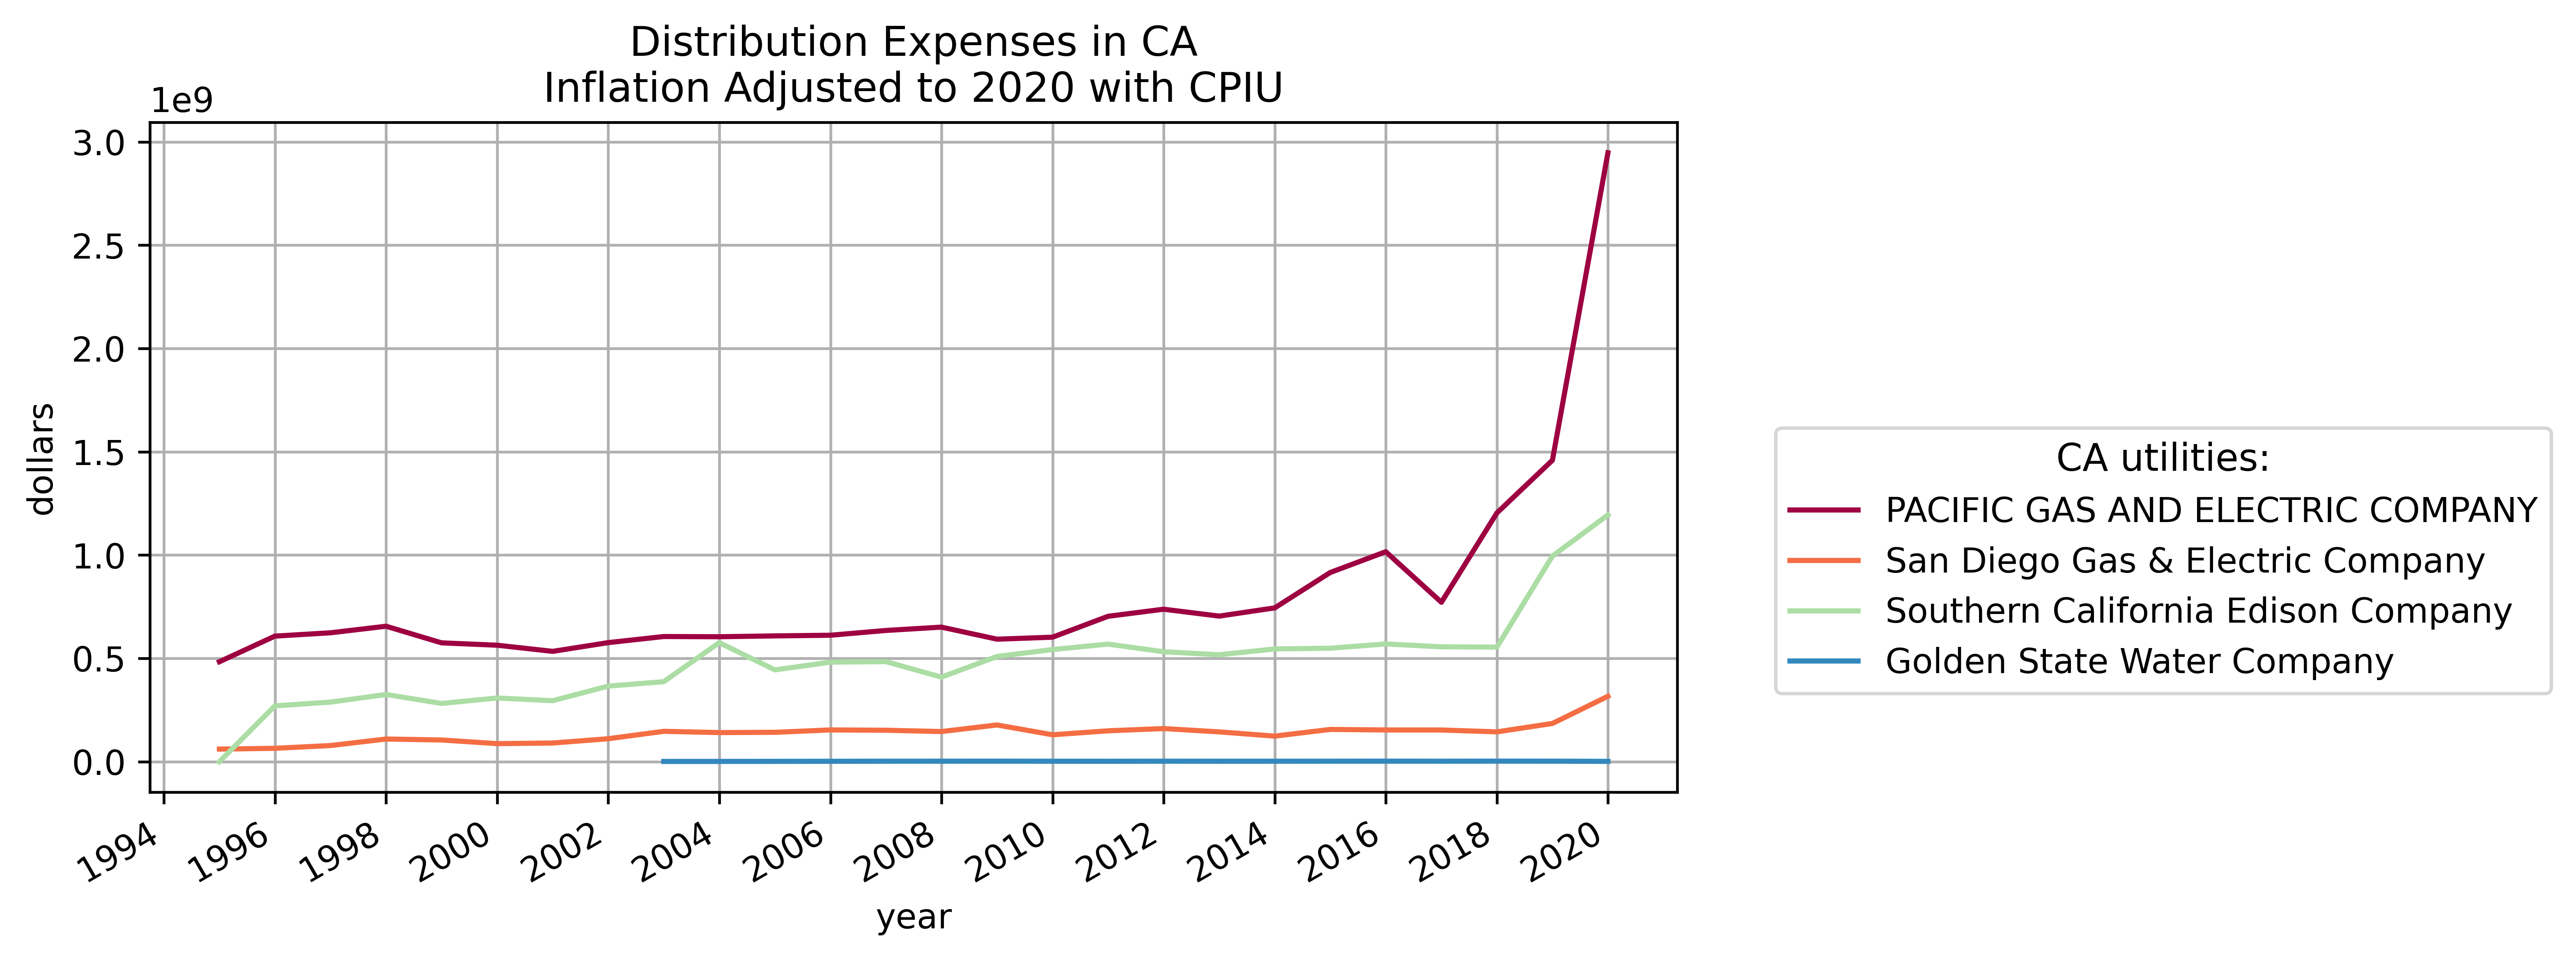 Distribution Expenses in CA
Inflation Adjusted to 2020 with CPIU
1e9
3.0
2.5
2.0
1.5
1.0
0.5
0.0
dollars
1994 1996 1998 2000 2002 2004 2006 2008 2010 2012 2014 2016 2018 2020
year
CA utilities:
PACIFIC GAS AND ELECTRIC COMPANY
San Diego Gas & Electric Company
Southern California Edison Company
Golden State Water Company